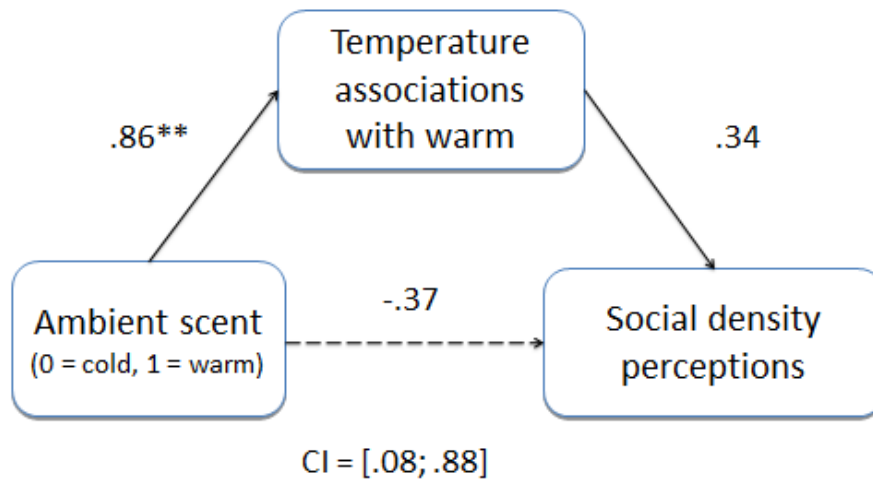 Temperature
associations
with warm
.86**
.34
-.37
Ambient scent
(0 = cold, 1 = warm)
Social density
perceptions
CI = [.08; .88]